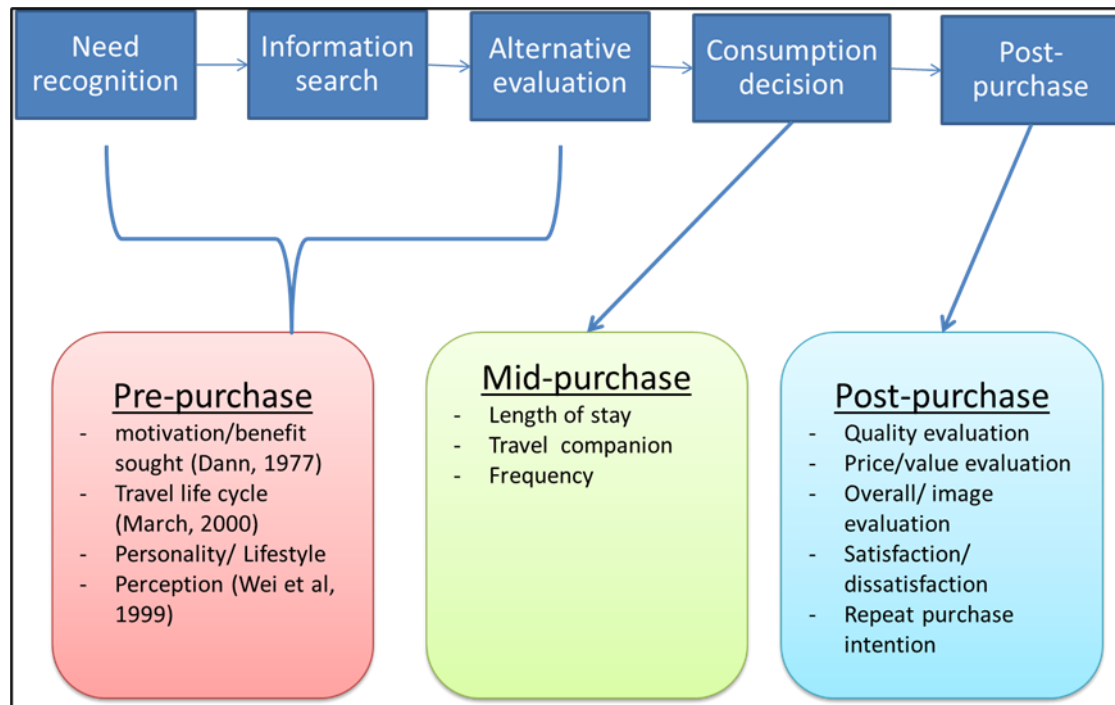 Need
recognition
Information
search
Alternative
evaluation
Consumption
decision
Post-
purchase
Pre-purchase
- motivation/benefit
sought (Dann, 1977)
- Travel life cycle
(March, 2000)
- Personality/ Lifestyle
- Perception (Wei et al,
1999)
Mid-purchase
- Length of stay
- Travel companion
- Frequency
Post-purchase
- Quality evaluation
- Price/value evaluation
- Overall/ image
evaluation
- Satisfaction/
dissatisfaction
- Repeat purchase
intention